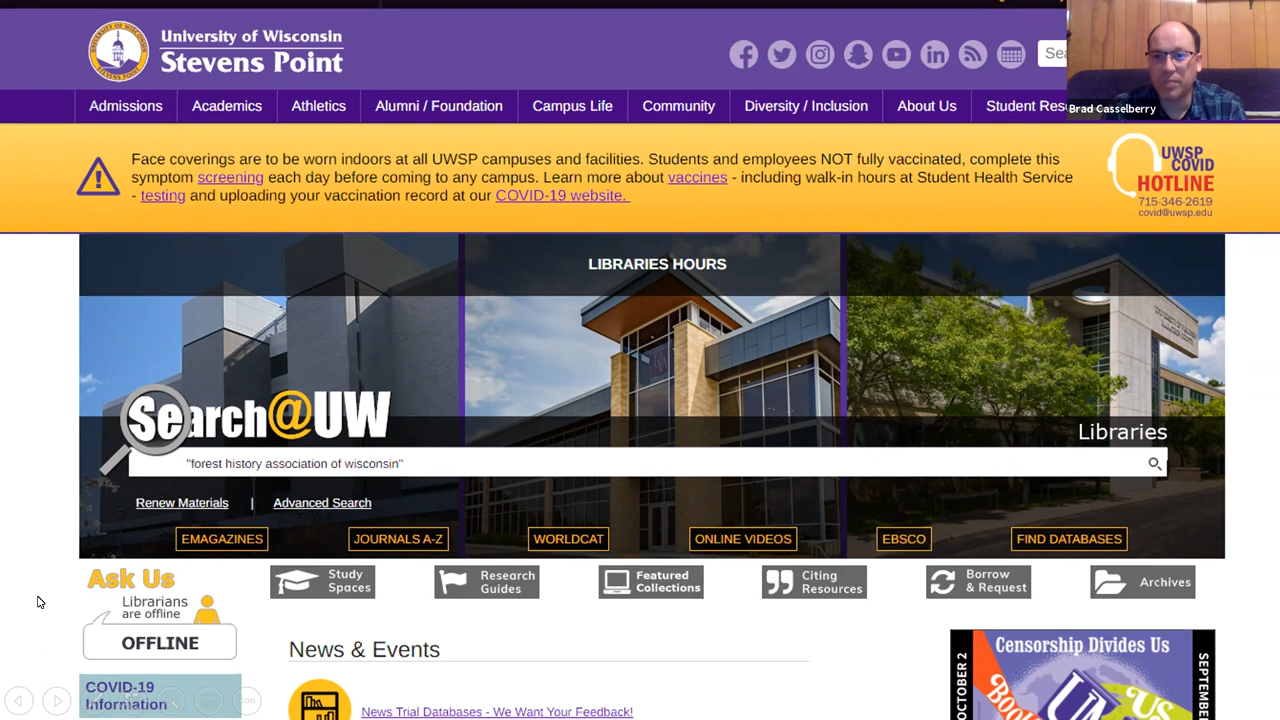 University of Wisconsin
Stevens Point
Brad Casselberry
Admissions
Academics
Athletics
Alumni / Foundation
Campus Life
Community
Diversity / Inclusion
About Us
Student
Face coverings are to be worn indoors at all UWSP campuses and facilities. Students and employees NOT fully vaccinated, complete this
symptom screening each day before coming to any campus. Learn more about vaccines - including walk-in hours at Student Health Service
- testing and uploading your vaccination record at our COVID-19 website.
UWSP
COVID
HOTLINE
715-346-2619
covid@uwsp.edu
LIBRARIES HOURS
Search@UW
Libraries
"forest history association of wisconsin"
Renew Materials | Advanced Search
EMAGAZINES
JOURNALS A-Z
WORLDCAT
ONLINE VIDEOS
EBSCO
FIND DATABASES
Ask Us
Librarians
are offline
OFFLINE
Study
Spaces
Research
Guides
Featured
Collections
Citing
Resources
Borrow
& Request
Archives
COVID-19
Information
News & Events
News Trial Databases - We Want Your Feedback!
OCTOBER 2
Censorship Divides Us